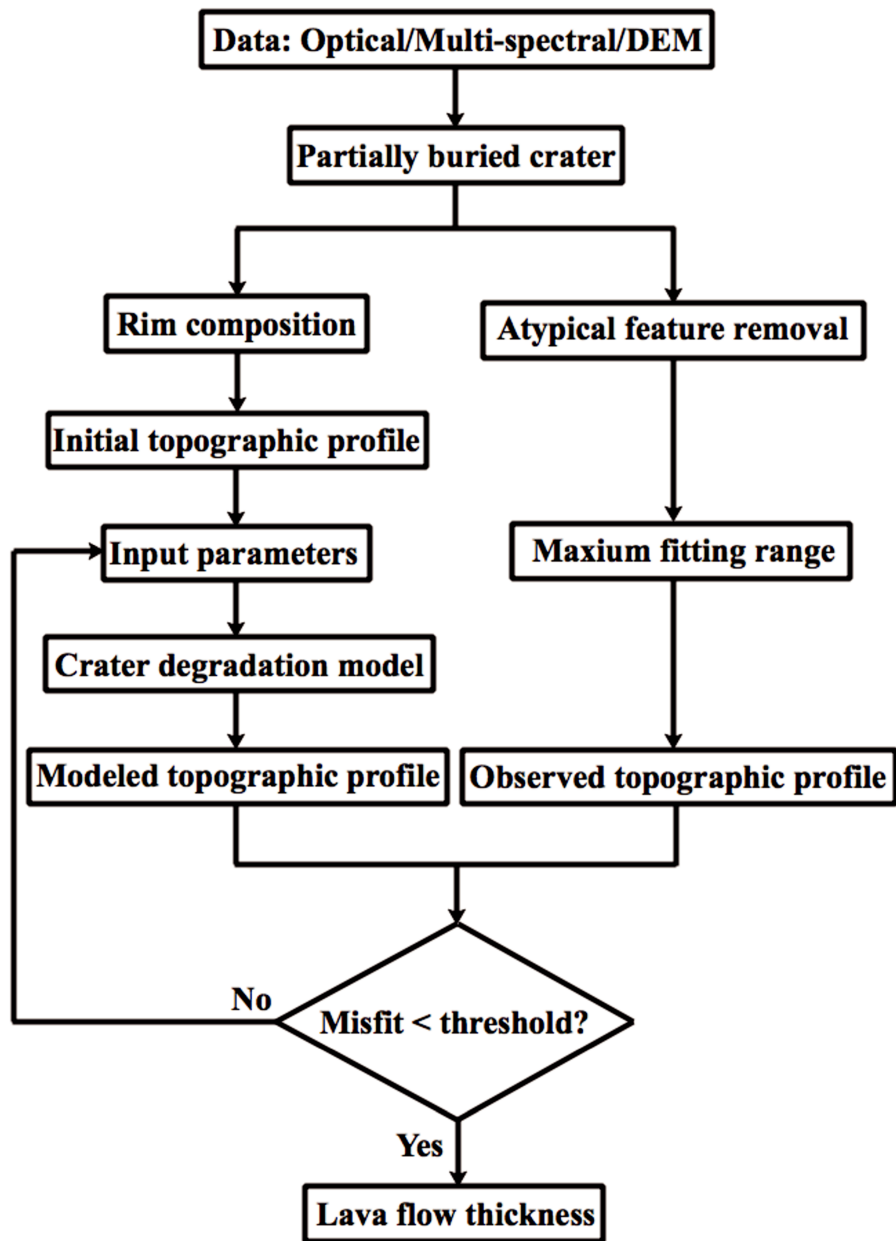 Data: Optical/Multi-spectral/DEM
Partially buried crater
Rim composition
Atypical feature removal
Initial topographic profile
Input parameters
Maxium fitting range
Crater degradation model
Modeled topographic profile
Observed topographic profile
No
Misfit < threshold?
Yes
Lava flow thickness